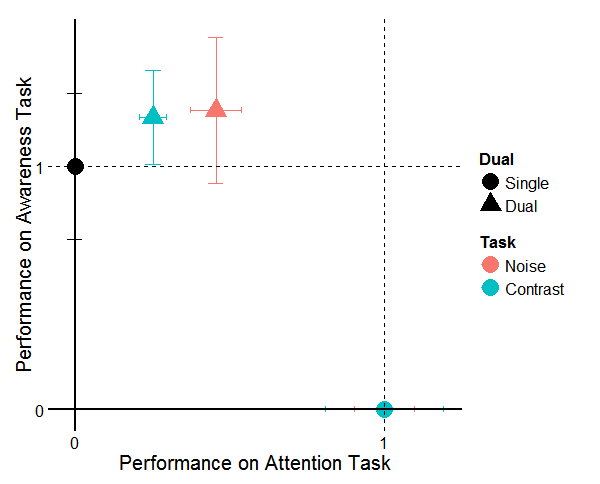 Performance on Awareness Task
1
0
0
1
Performance on Attention Task
Dual
Single
Dual
Task
Noise
Contrast